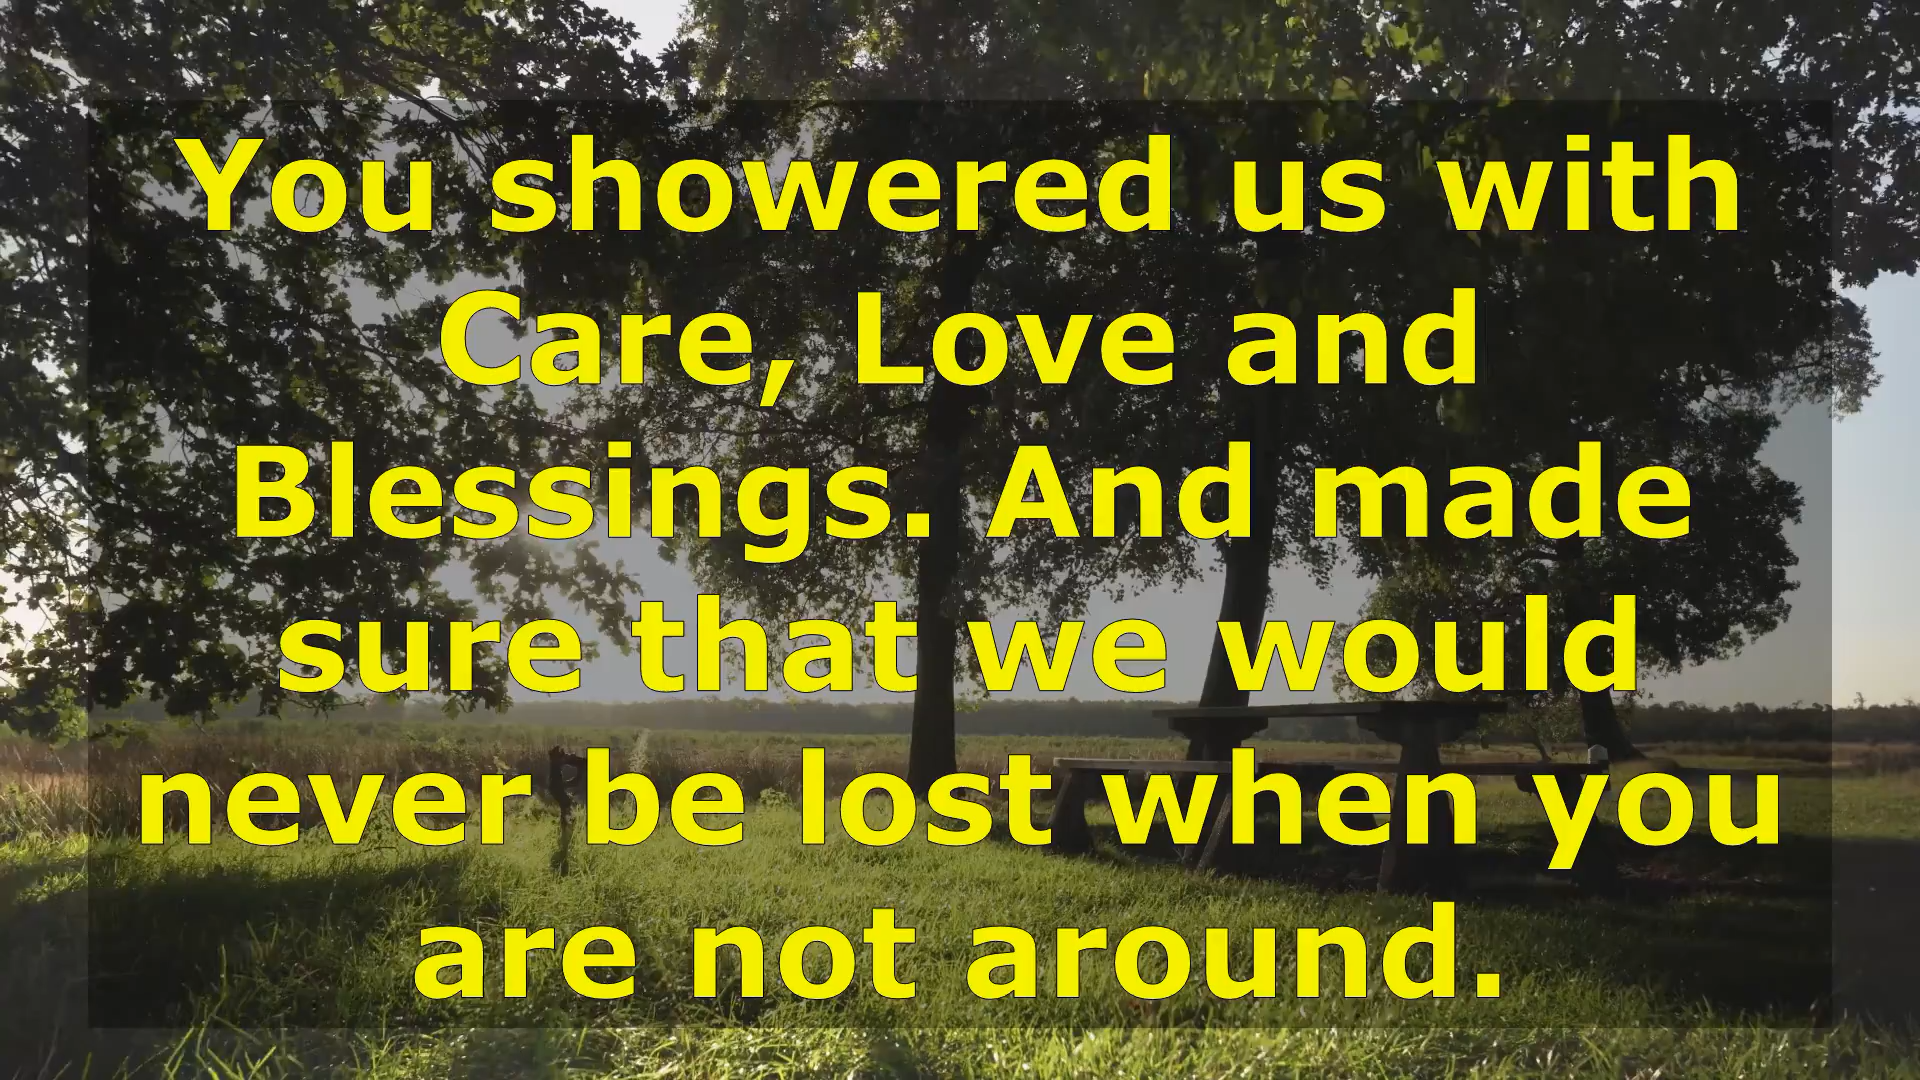 You showered us with
Care, Love and
Blessings. And made
sure that we would
never be lost when you
are not around.